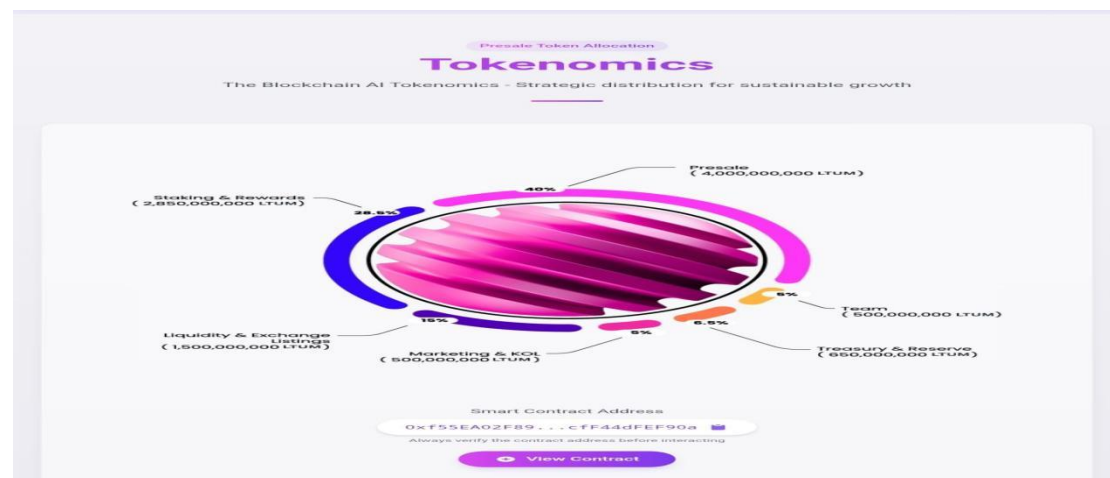 Presale Token Allocation
Tokenomics
The Blockchain AI Tokenomics - Strategic distribution for sustainable growth
40%
Presale
( 4,000,000,000 LTUM)
Staking & Rewards
( 2,850,000,000 LTUM)
28.5%
5%
Team
( 500,000,000 LTUM)
15%
6.5%
5%
Liquidity & Exchange
Listings
( 1,500,000,000 LTUM)
Marketing & KOL
( 500,000,000 LTUM)
Treasury & Reserve
( 650,000,000 LTUM)
Smart Contract Address
0xf55EA02F89...cfF44dFEF90a
Always verify the contract address before interacting
View Contract